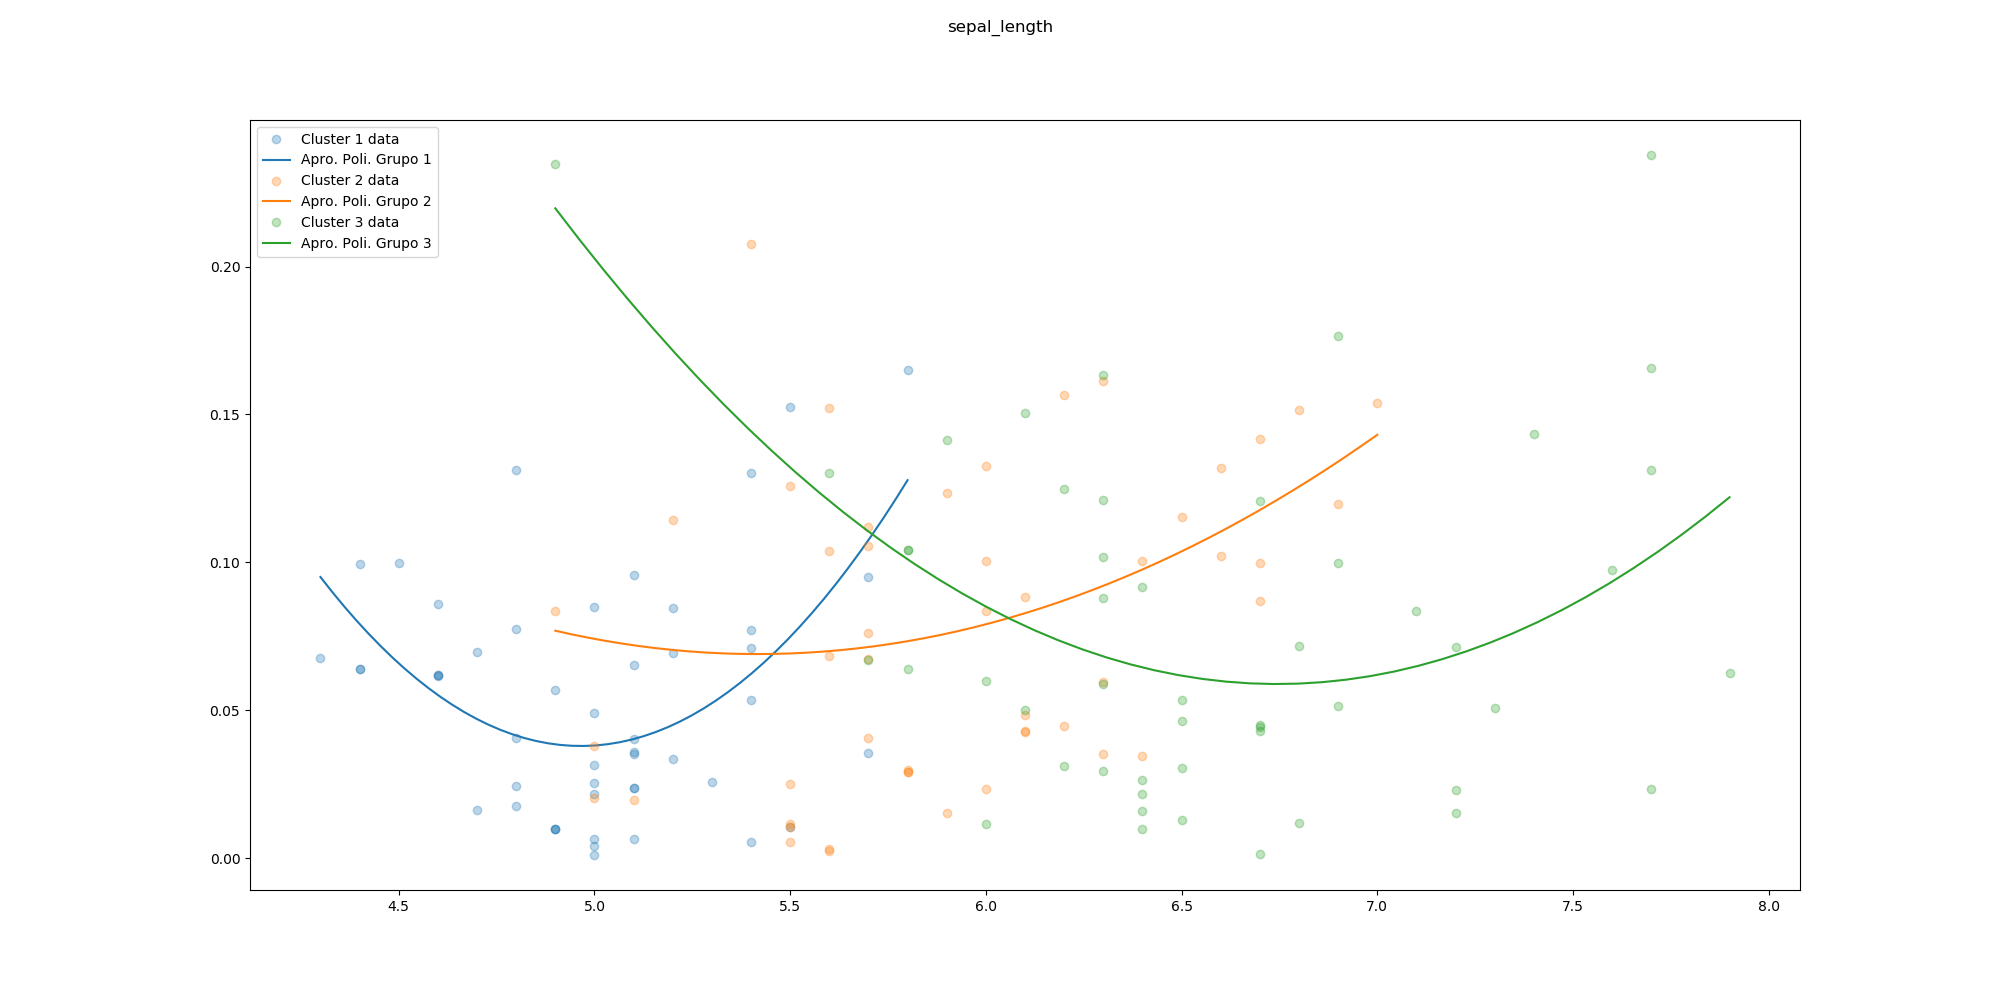 sepal_length
Cluster 1 data
Apro. Poli. Grupo 1
Cluster 2 data
Apro. Poli. Grupo 2
Cluster 3 data
Apro. Poli. Grupo 3
0.20
0.15
0.10
0.05
0.00
4.5 5.0 5.5 6.0 6.5 7.0 7.5 8.0